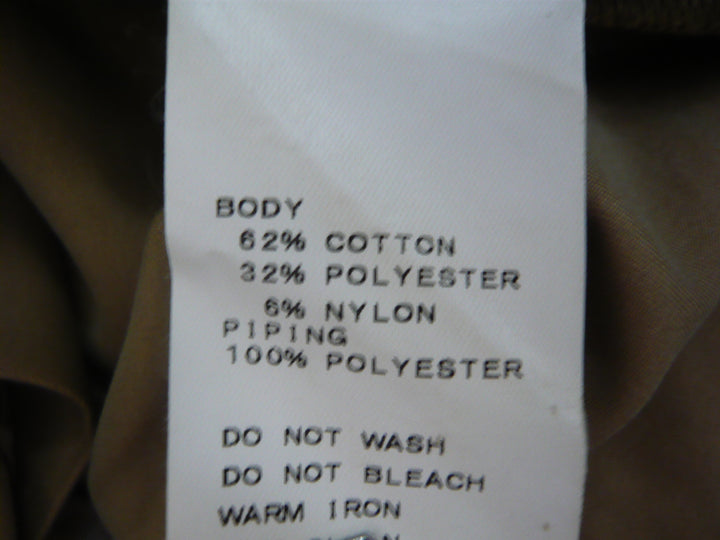 BODY
62% COTTON
32% POLYESTER
6% NYLON
PIPING
100% POLYESTER
DO NOT WASH
DO NOT BLEACH
WARM IRON